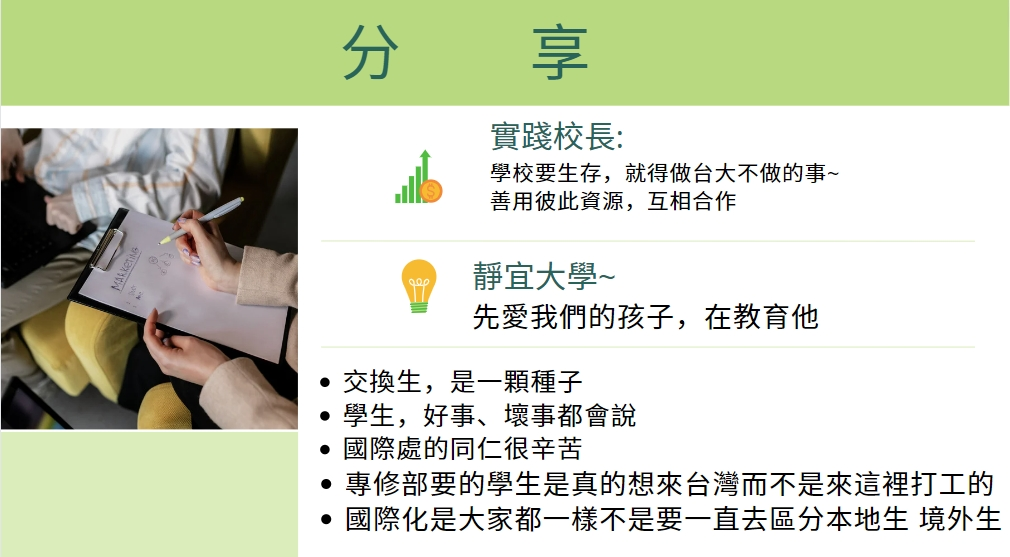 分 享
實踐校長:
學校要生存，就得做台大不做的事~
善用彼此資源，互相合作
靜宜大學~
先愛我們的孩子，在教育他
MARKETING
• 交換生，是一顆種子
• 學生，好事、壞事都會說
• 國際處的同仁很辛苦
• 專修部要的學生是真的想來台灣而不是來這裡打工的
• 國際化是大家都一樣不是要一直去區分本地生 境外生